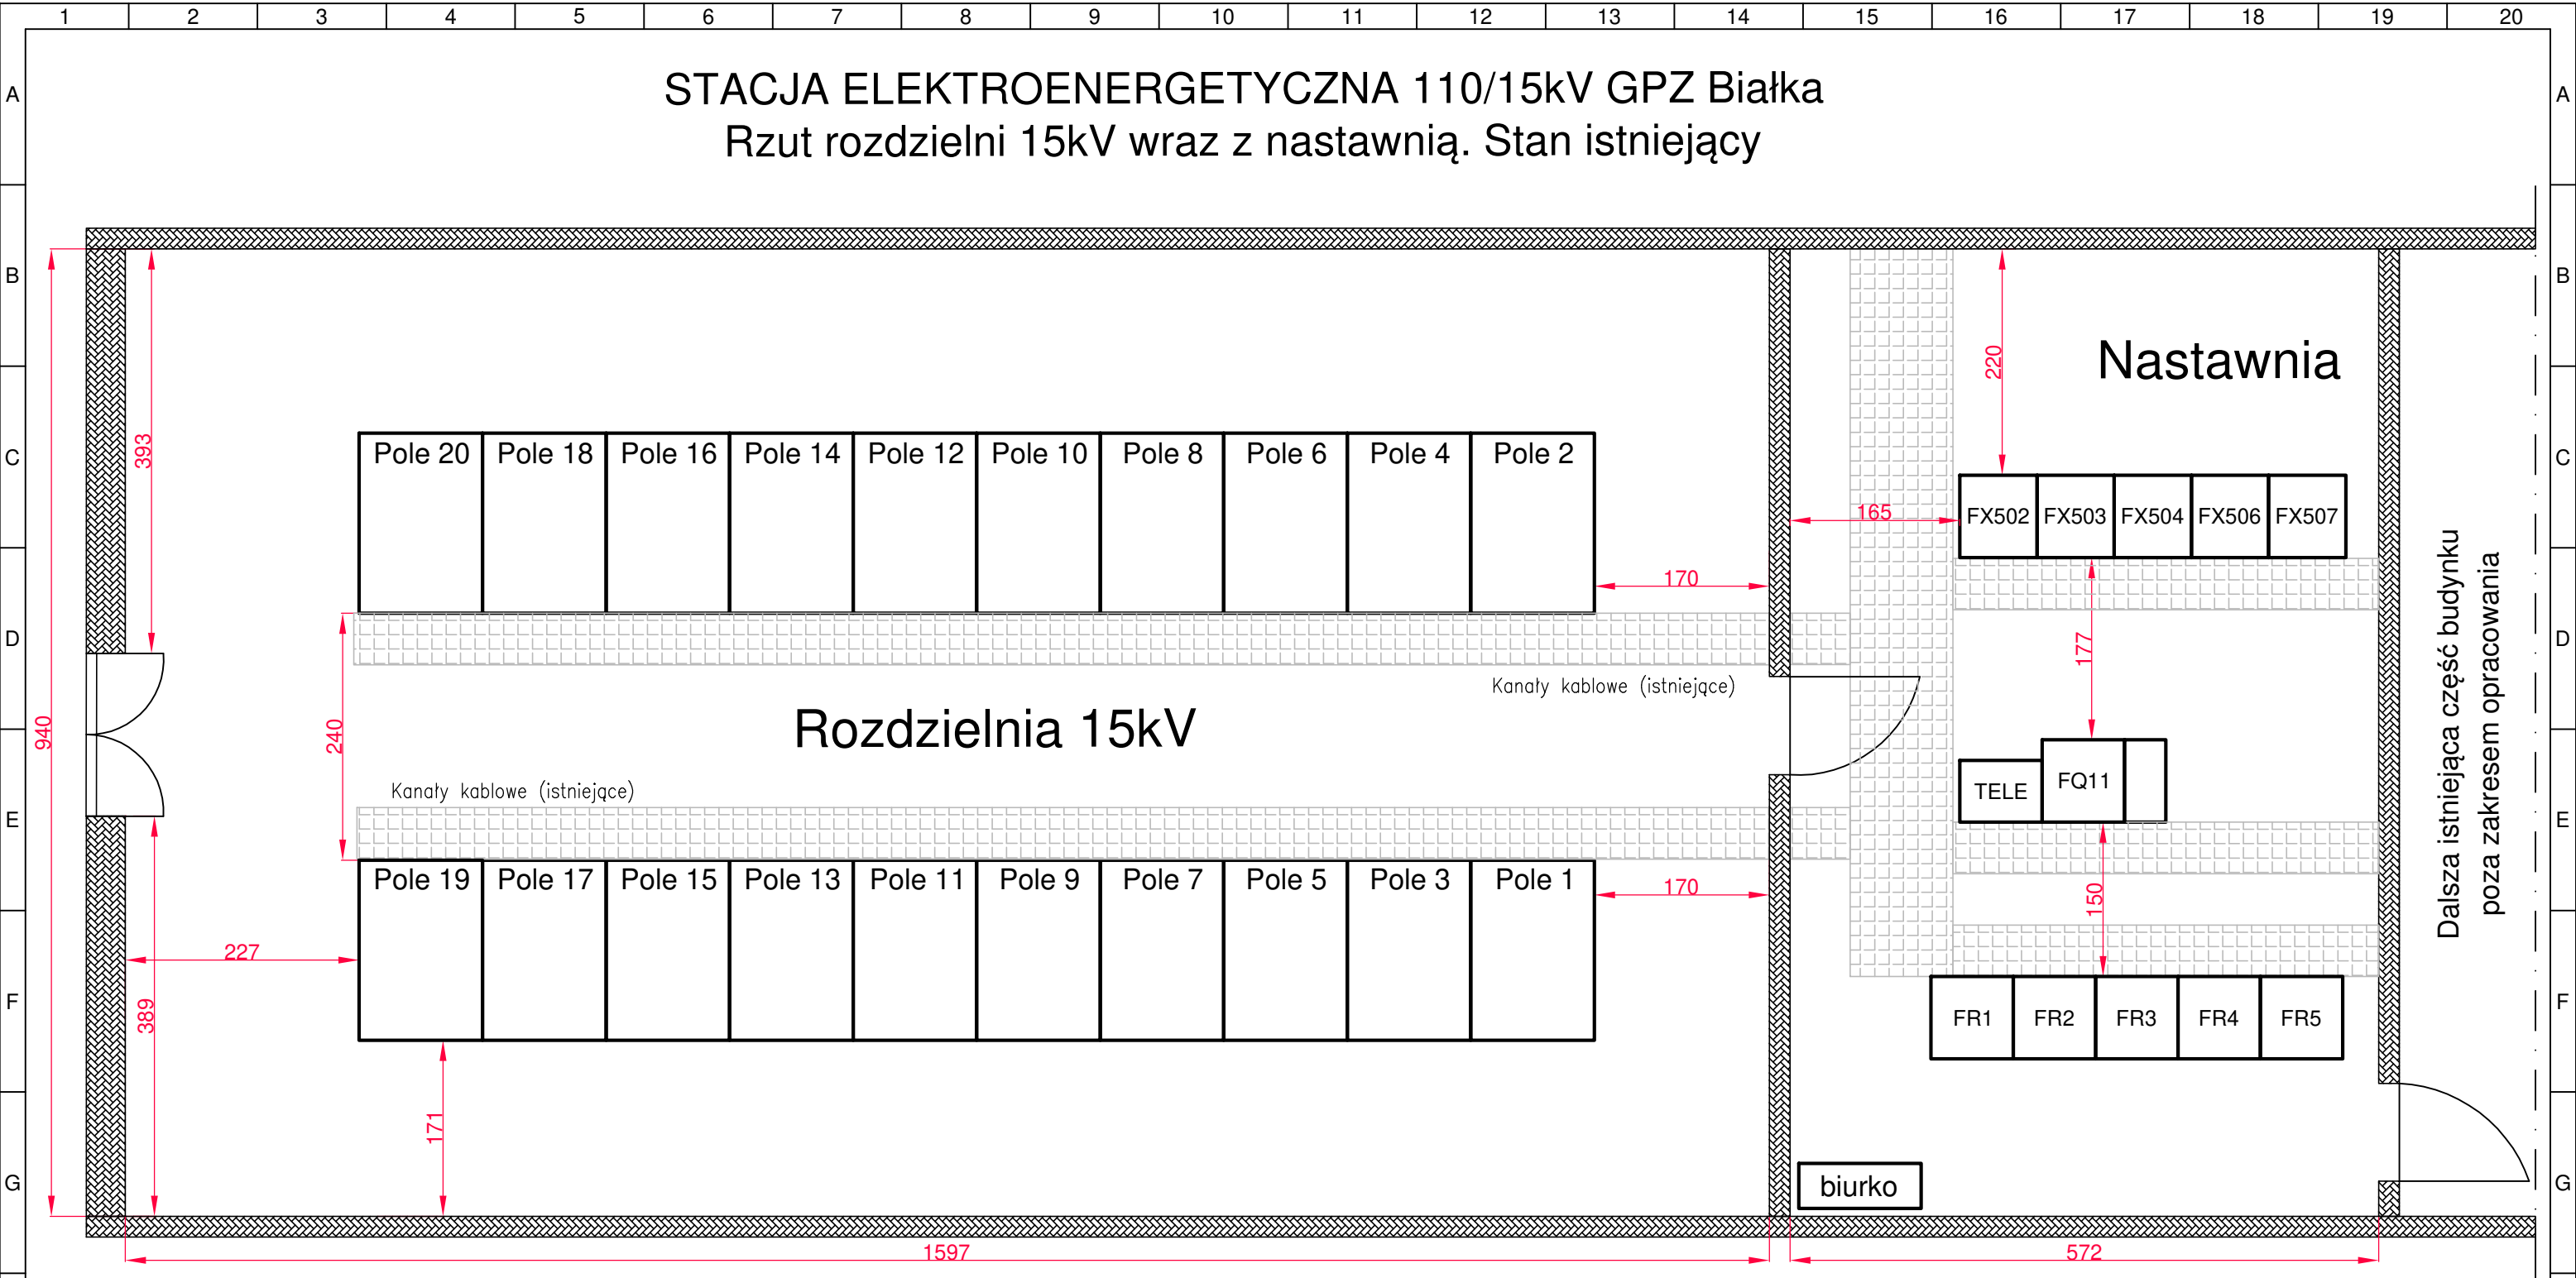 1 2 3 4 5 6 7 8 9 10 11 12 13 14 15 16 17 18 19 20
A A
STACJA ELEKTROENERGETYCZNA 110/15kV GPZ Białka
Rzut rozdzielni 15kV wraz z nastawnią. Stan istniejący
B B
220
Nastawnia
393
C C
Pole 20 Pole 18 Pole 16 Pole 14 Pole 12 Pole 10 Pole 8 Pole 6 Pole 4 Pole 2
165
FX502 FX503 FX504 FX506 FX507
170
D D
177
Kanały kablowe (istniejące)
940
240
Rozdzielnia 15kV
Dalsza istniejąca część budynku
poza zakresem opracowania
Kanały kablowe (istniejące)
TELE FQ11
E E
Pole 19 Pole 17 Pole 15 Pole 13 Pole 11 Pole 9 Pole 7 Pole 5 Pole 3 Pole 1
170
150
227
389
F F
FR1 FR2 FR3 FR4 FR5
171
G G
biurko
1597
572